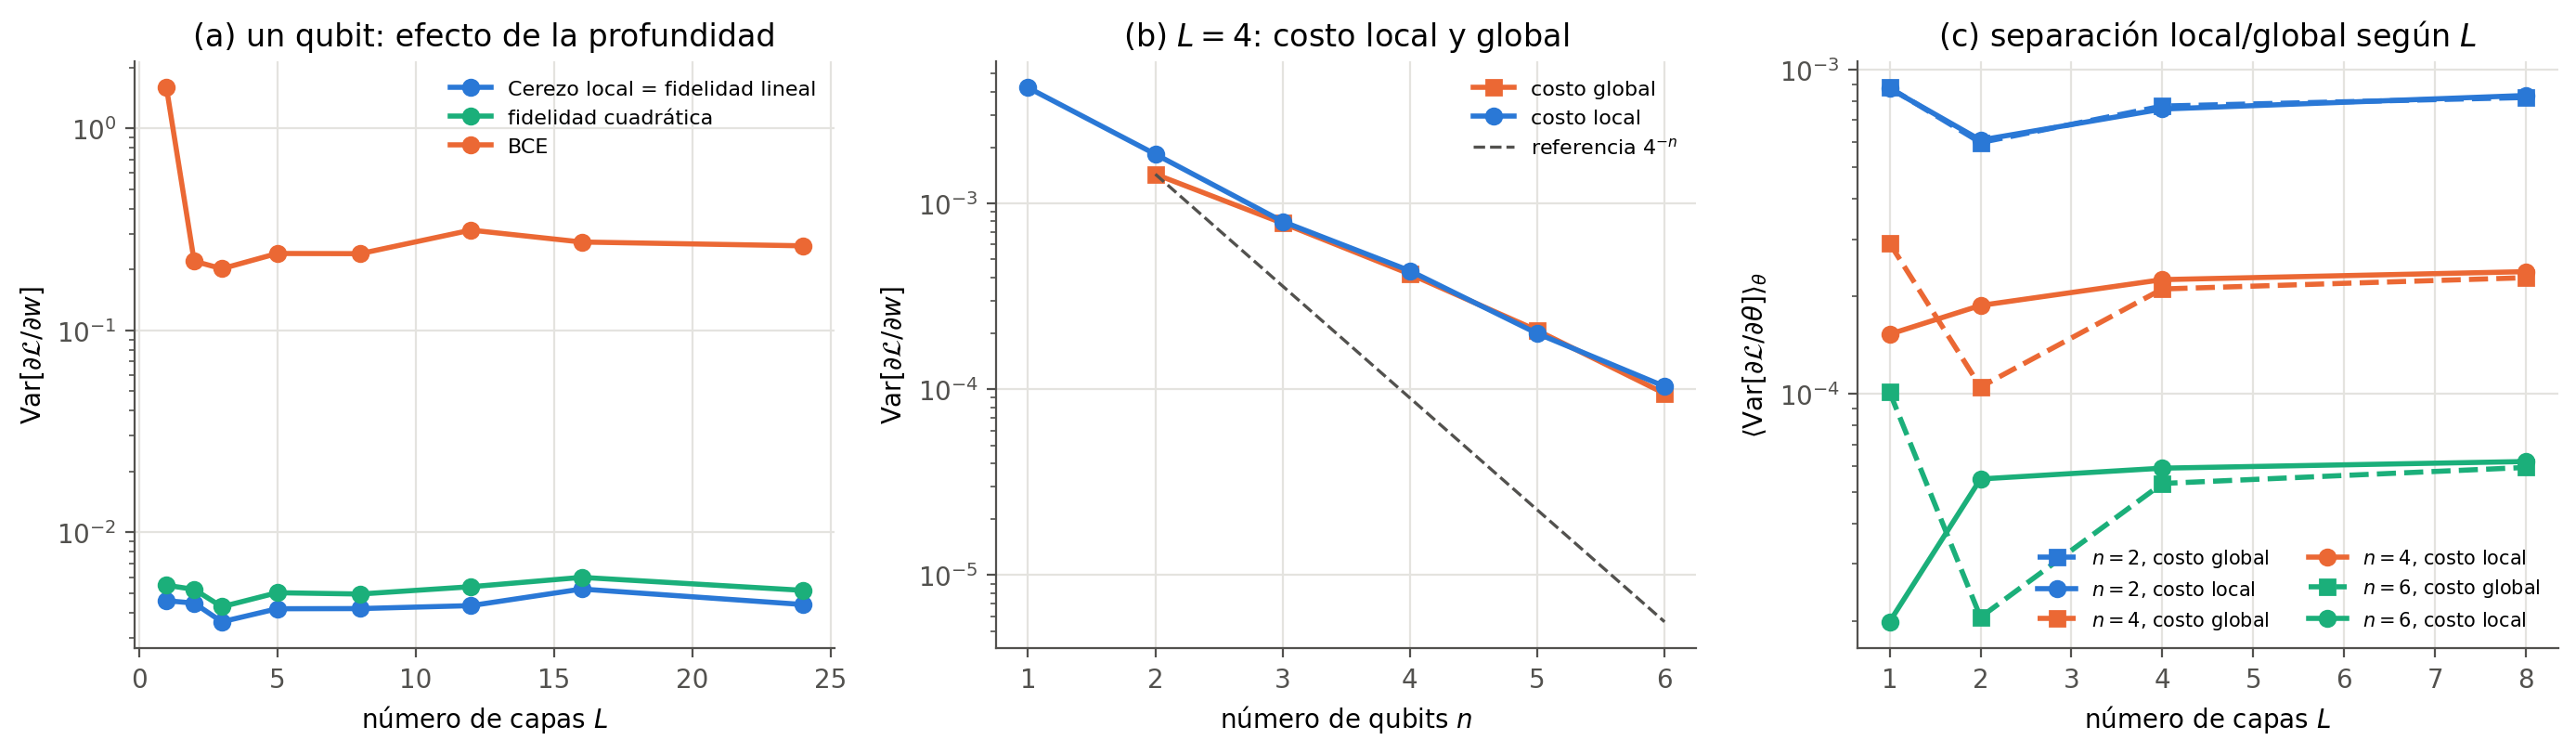 (a) un qubit: efecto de la profundidad
Var[∂ℒ/∂w]
10⁰
10⁻¹
10⁻²
Cerezo local = fidelidad lineal
fidelidad cuadrática
BCE
0 5 10 15 20 25
número de capas L
(b) L = 4: costo local y global
Var[∂ℒ/∂w]
10⁻³
10⁻⁴
10⁻⁵
costo global
costo local
referencia 4⁻ⁿ
1 2 3 4 5 6
número de qubits n
(c) separación local/global según L
⟨Var[∂ℒ/∂θ]⟩θ
10⁻³
10⁻⁴
n = 2, costo global
n = 2, costo local
n = 4, costo global
n = 4, costo local
n = 6, costo global
n = 6, costo local
1 2 3 4 5 6 7 8
número de capas L